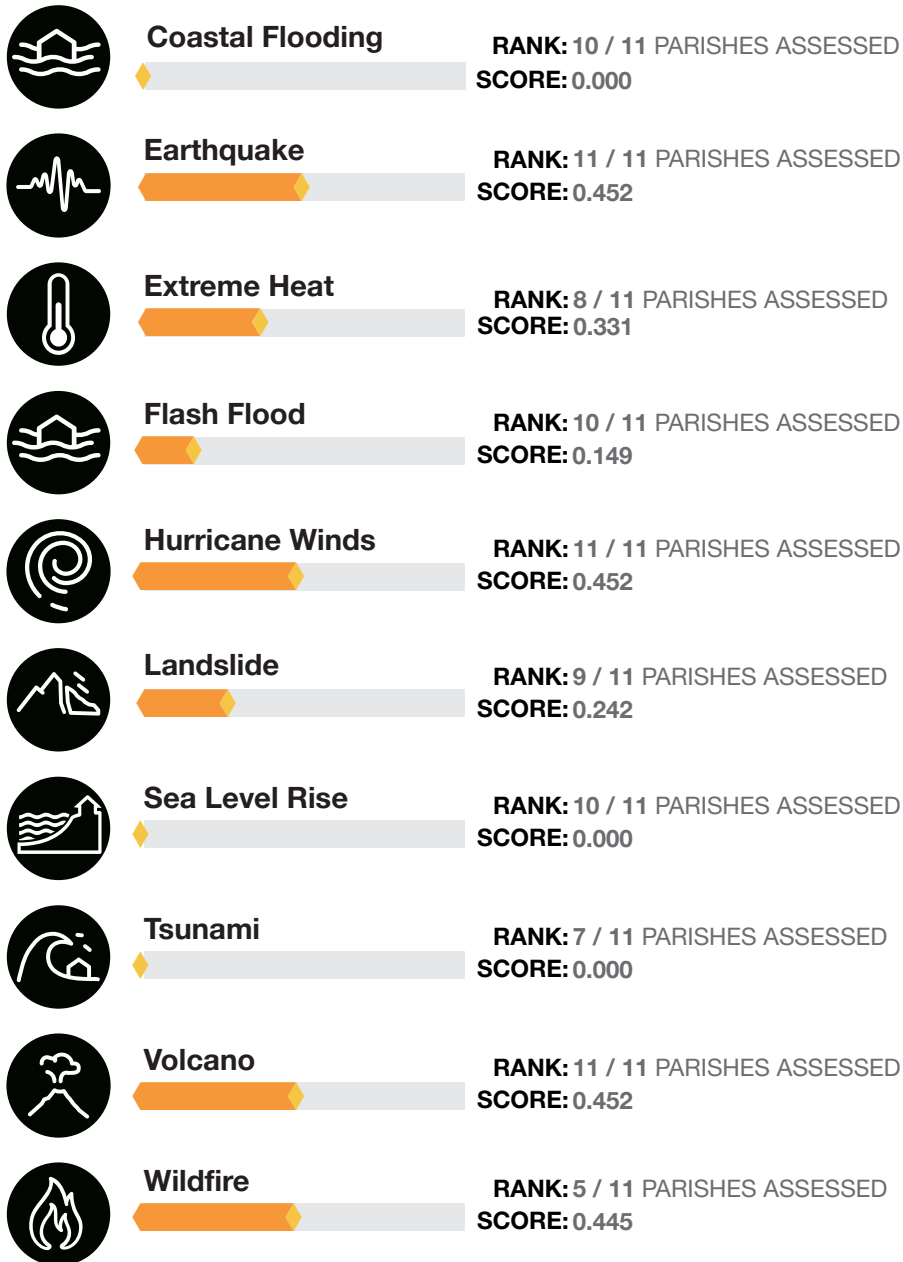 Coastal Flooding
RANK: 10 / 11 PARISHES ASSESSED
SCORE: 0.000
Earthquake
RANK: 11 / 11 PARISHES ASSESSED
SCORE: 0.452
Extreme Heat
RANK: 8 / 11 PARISHES ASSESSED
SCORE: 0.331
Flash Flood
RANK: 10 / 11 PARISHES ASSESSED
SCORE: 0.149
Hurricane Winds
RANK: 11 / 11 PARISHES ASSESSED
SCORE: 0.452
Landslide
RANK: 9 / 11 PARISHES ASSESSED
SCORE: 0.242
Sea Level Rise
RANK: 10 / 11 PARISHES ASSESSED
SCORE: 0.000
Tsunami
RANK: 7 / 11 PARISHES ASSESSED
SCORE: 0.000
Volcano
RANK: 11 / 11 PARISHES ASSESSED
SCORE: 0.452
Wildfire
RANK: 5 / 11 PARISHES ASSESSED
SCORE: 0.445